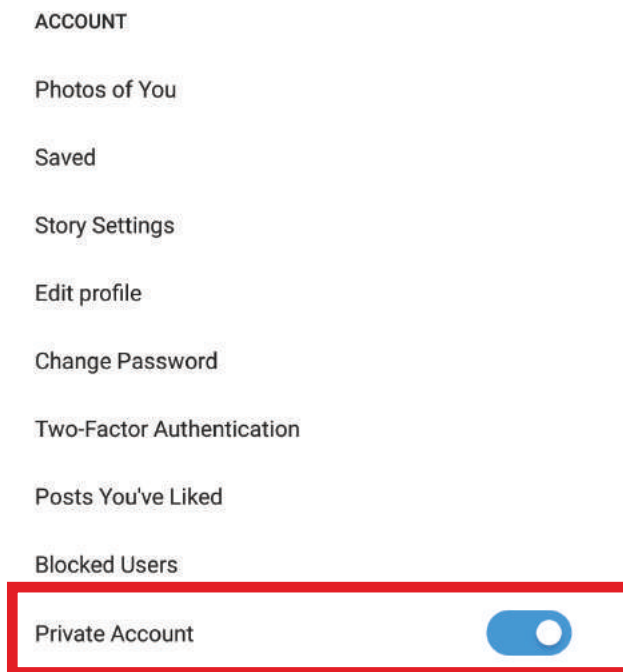 ACCOUNT
Photos of You
Saved
Story Settings
Edit profile
Change Password
Two-Factor Authentication
Posts You've Liked
Blocked Users
Private Account